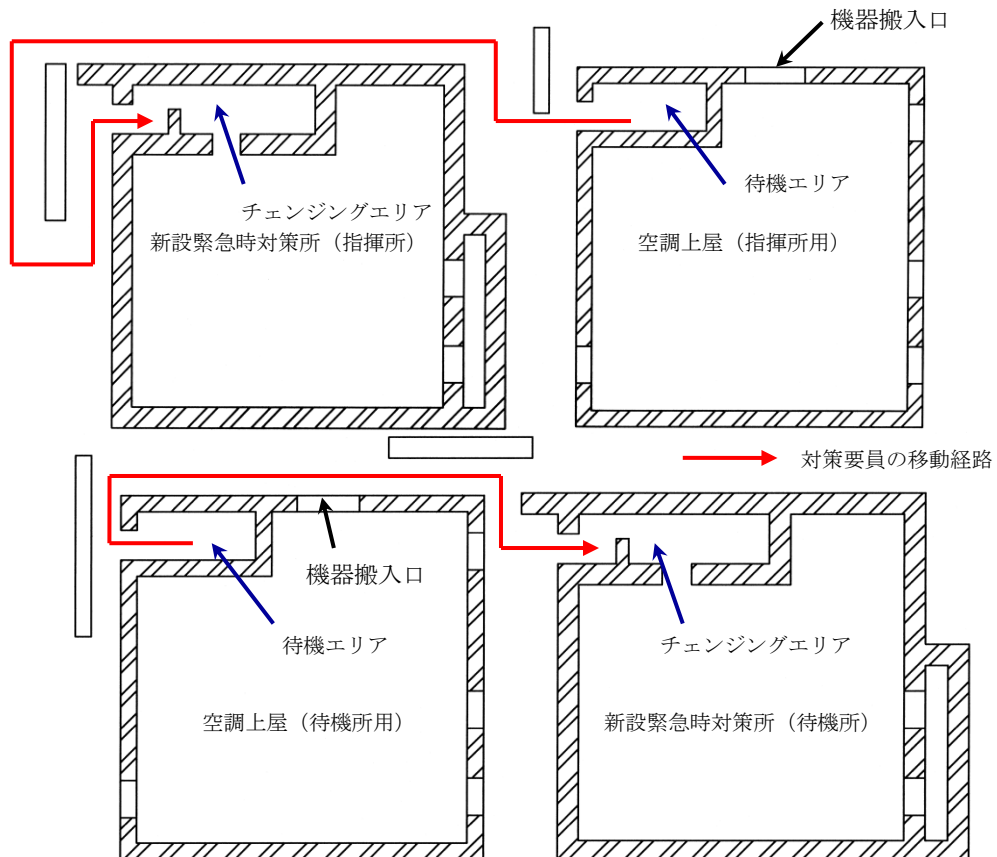 機器搬入口
待機エリア
チェンジングエリア
新設緊急時対策所（指揮所）
空調上屋（指揮所用）
対策要員の移動経路
機器搬入口
待機エリア
チェンジングエリア
空調上屋（待機所用）
新設緊急時対策所（待機所）